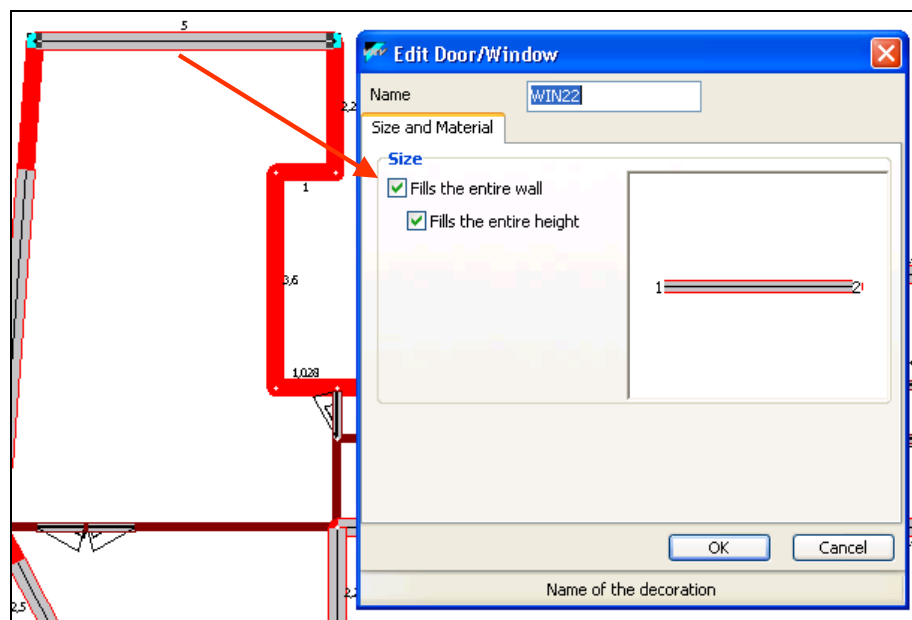 5
Edit Door/Window
Name
WIN22
2,2
Size and Material
Size
Fills the entire wall
1
Fills the entire height
3,6
1
2
1,028
OK
Cancel
Name of the decoration
2,5
2,2